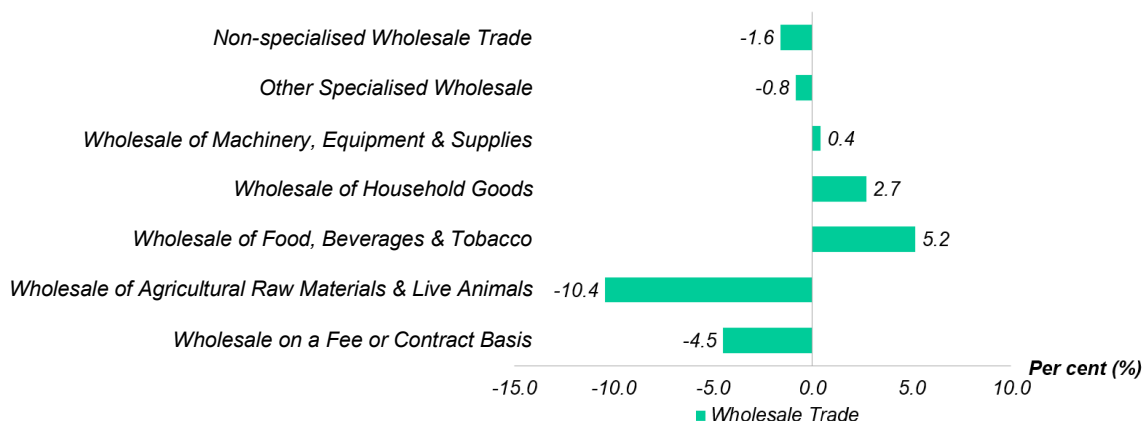 Non-specialised Wholesale Trade -1.6
Other Specialised Wholesale -0.8
Wholesale of Machinery, Equipment & Supplies 0.4
Wholesale of Household Goods 2.7
Wholesale of Food, Beverages & Tobacco 5.2
Wholesale of Agricultural Raw Materials & Live Animals -10.4
Wholesale on a Fee or Contract Basis -4.5
Per cent (%)
-15.0 -10.0 -5.0 0.0 5.0 10.0
Wholesale Trade